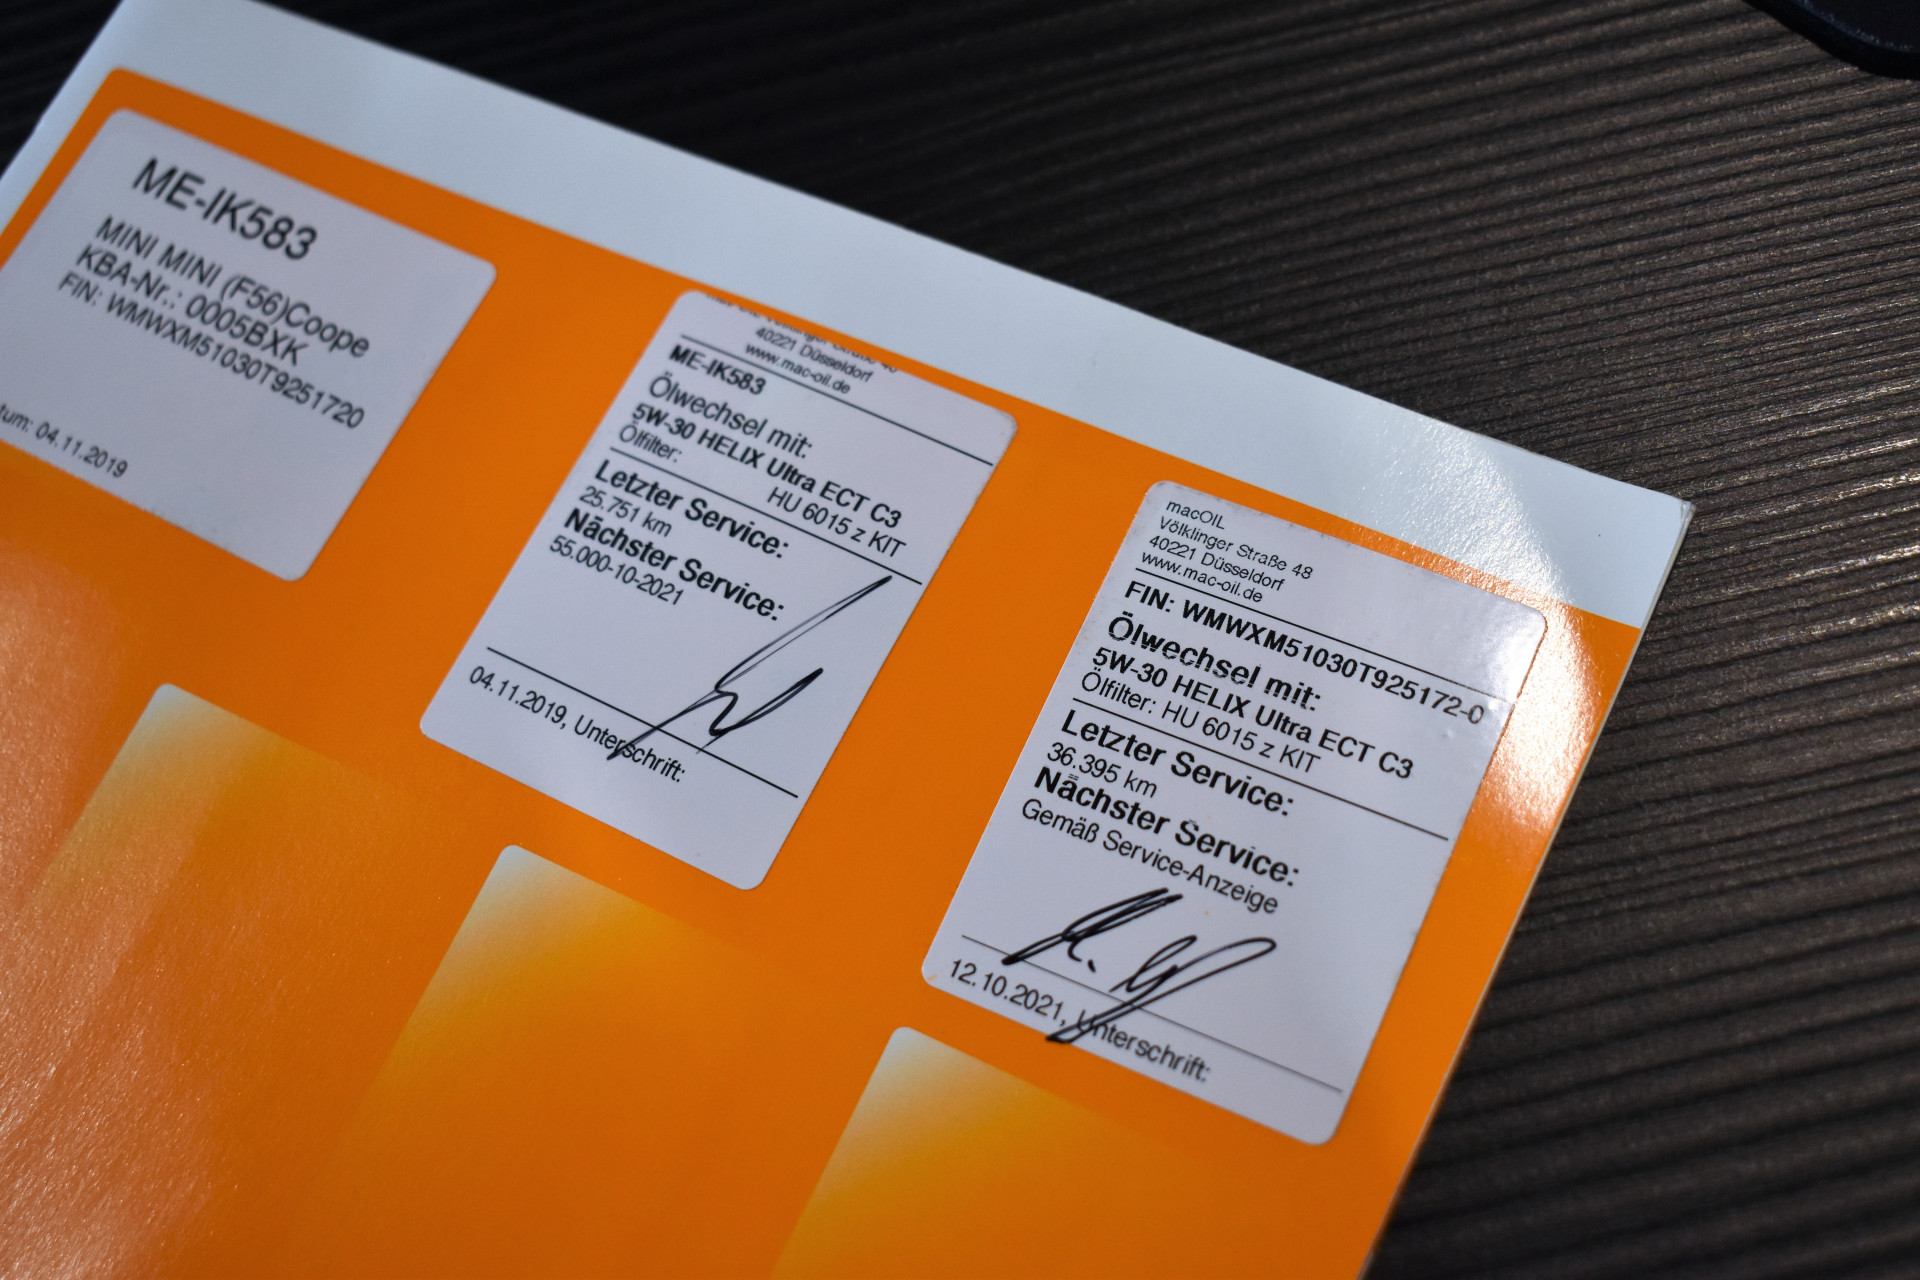 ME-IK583
MINI MINI (F56)Coope
KBA-Nr.: 0005BXK
FIN: WMWXM51030T9251720
tum: 04.11.2019
40221 Düsseldorf
www.mac-oil.de
ME-IK583
Ölwechsel mit:
5W-30 HELIX Ultra ECT C3
Ölfilter: HU 6015 z KIT
Letzter Service:
25.751 km
Nächster Service:
55.000-10-2021
04.11.2019, Unterschrift:
macOIL
Völklinger Straße 48
40221 Düsseldorf
www.mac-oil.de
FIN: WMWXM51030T925172-0
Ölwechsel mit:
5W-30 HELIX Ultra ECT C3
Ölfilter: HU 6015 z KIT
Letzter Service:
36.395 km
Nächster Service:
Gemäß Service-Anzeige
12.10.2021, Unterschrift: